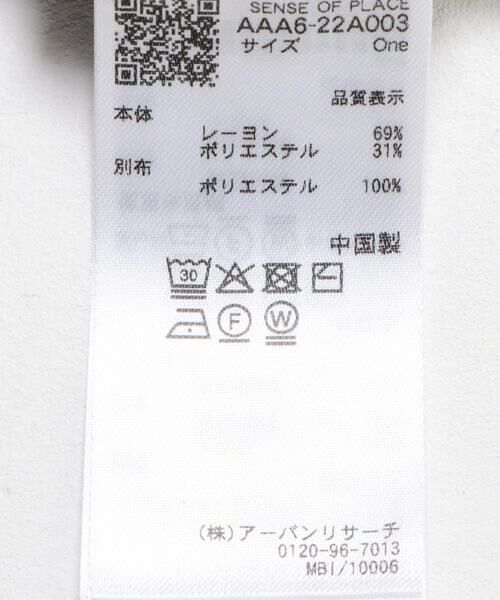 SENSE OF PLACE
AAA6-22A003
サイズ One
品質表示
本体
レーヨン 69%
ポリエステル 31%
別布
ポリエステル 100%
中国製
30
F W
(株)アーバンリサーチ
0120-96-7013
MBI/10006